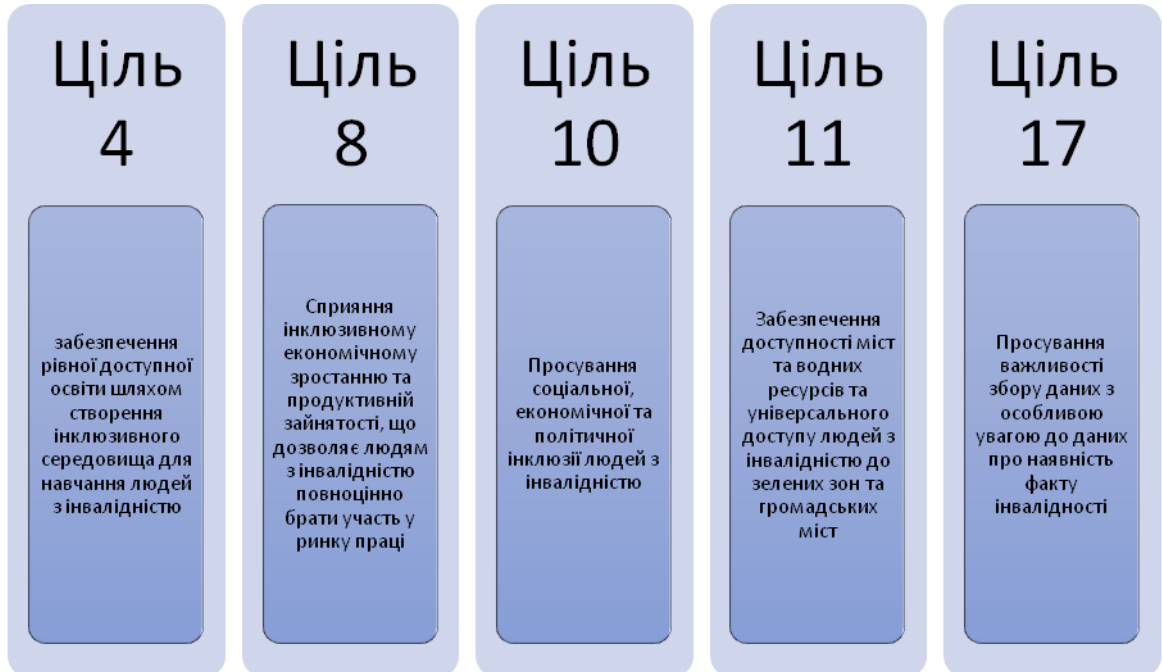 Ціль
4
забезпечення
рівної доступної
освіти шляхом
створення
інклюзивного
середовища для
навчання людей
з інвалідністю
Ціль
8
Сприяння
інклюзивному
економічному
зростанню та
продуктивній
зайнятості, що
дозволяє людям
з інвалідністю
повноцінно
брати участь у
ринку праці
Ціль
10
Просування
соціальної,
економічної та
політичної
інклюзії людей з
інвалідністю
Ціль
11
Забезпечення
доступності міст
та водних
ресурсів та
універсального
доступу людей з
інвалідністю до
зелених зон та
громадських
міст
Ціль
17
Просування
важливості
збору даних з
особливою
увагою до даних
про наявність
факту
інвалідності